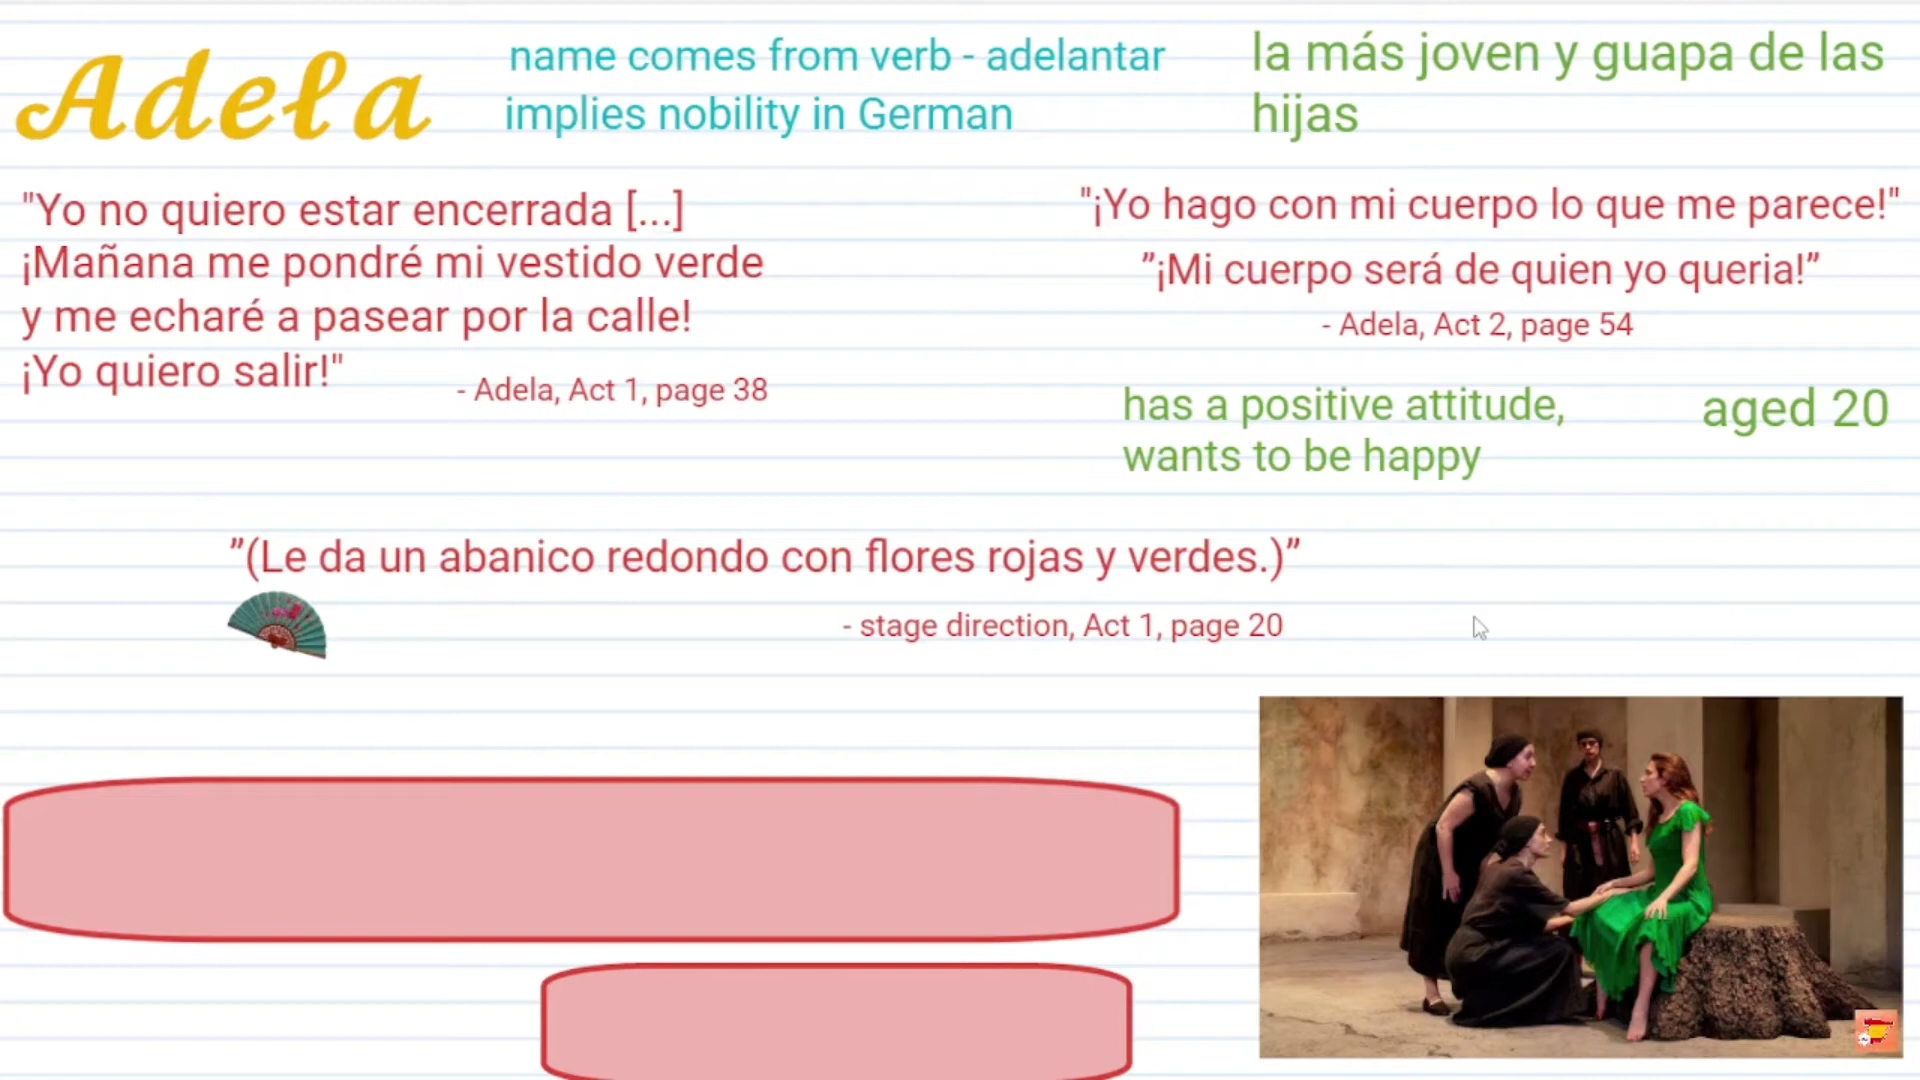 Adela
name comes from verb - adelantar
implies nobility in German
la más joven y guapa de las
hijas
"Yo no quiero estar encerrada [...]
¡Mañana me pondré mi vestido verde
y me echaré a pasear por la calle!
¡Yo quiero salir!"
- Adela, Act 1, page 38
"¡Yo hago con mi cuerpo lo que me parece!"
”¡Mi cuerpo será de quien yo queria!”
- Adela, Act 2, page 54
has a positive attitude,
wants to be happy
aged 20
”(Le da un abanico redondo con flores rojas y verdes.)”
- stage direction, Act 1, page 20